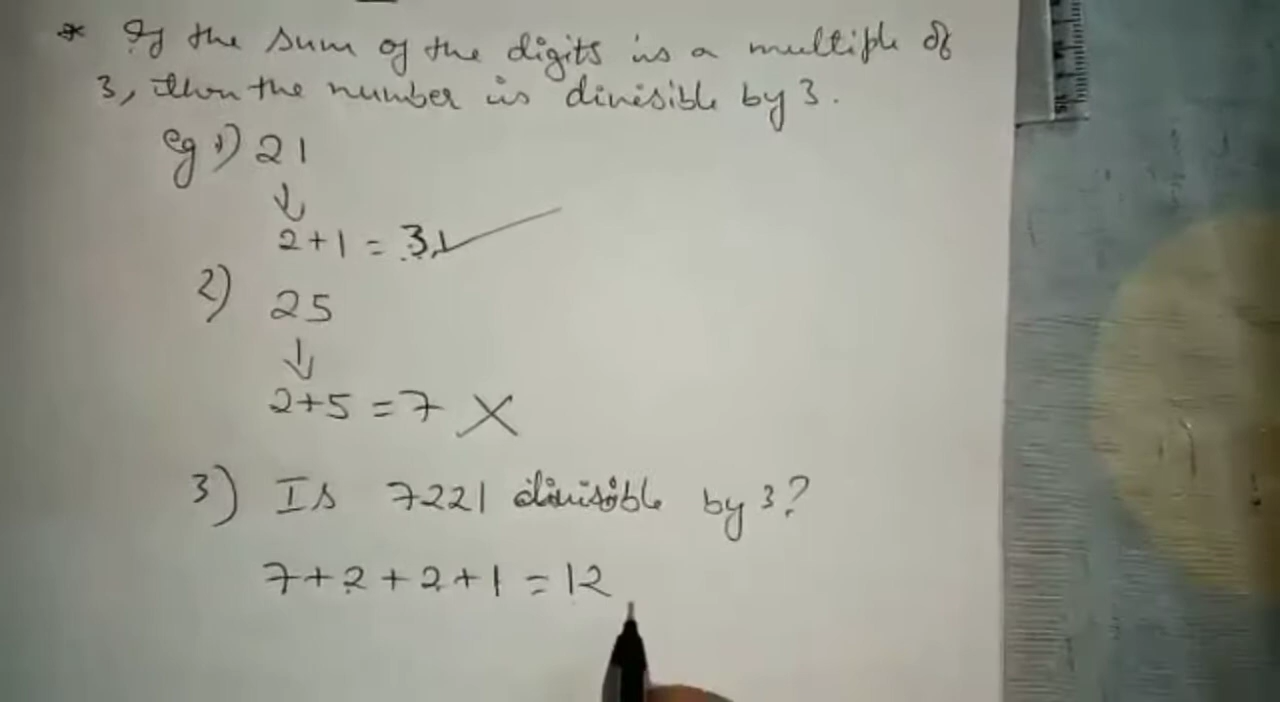 * If the sum of the digits is a multiple of
3, then the number is divisible by 3.
eg 1) 21
↓
2+1 = 3 ✓
2) 25
↓
2+5 = 7 X
3) Is 7221 divisible by 3?
7+2+2+1 = 12